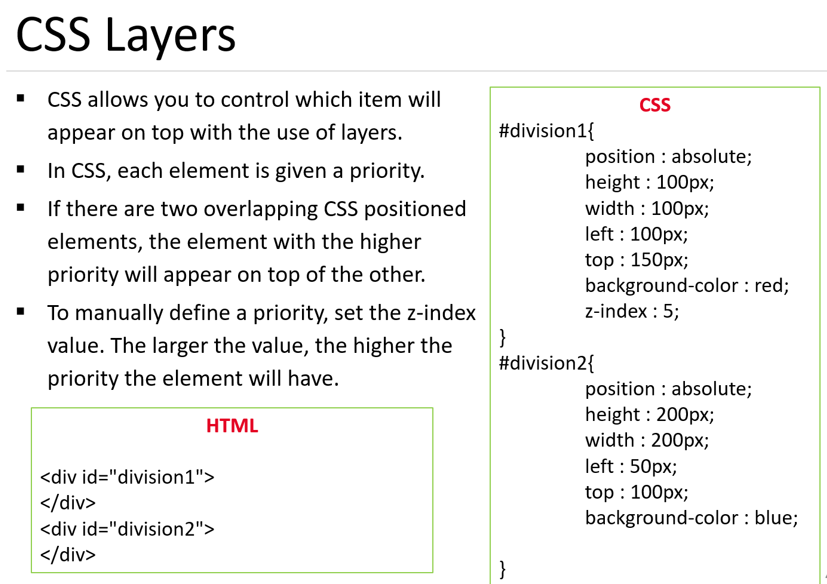 CSS Layers
▪ CSS allows you to control which item will
appear on top with the use of layers.
▪ In CSS, each element is given a priority.
▪ If there are two overlapping CSS positioned
elements, the element with the higher
priority will appear on top of the other.
▪ To manually define a priority, set the z-index
value. The larger the value, the higher the
priority the element will have.
HTML
<div id="division1">
</div>
<div id="division2">
</div>
CSS
#division1{
position : absolute;
height : 100px;
width : 100px;
left : 100px;
top : 150px;
background-color : red;
z-index : 5;
}
#division2{
position : absolute;
height : 200px;
width : 200px;
left : 50px;
top : 100px;
background-color : blue;
}